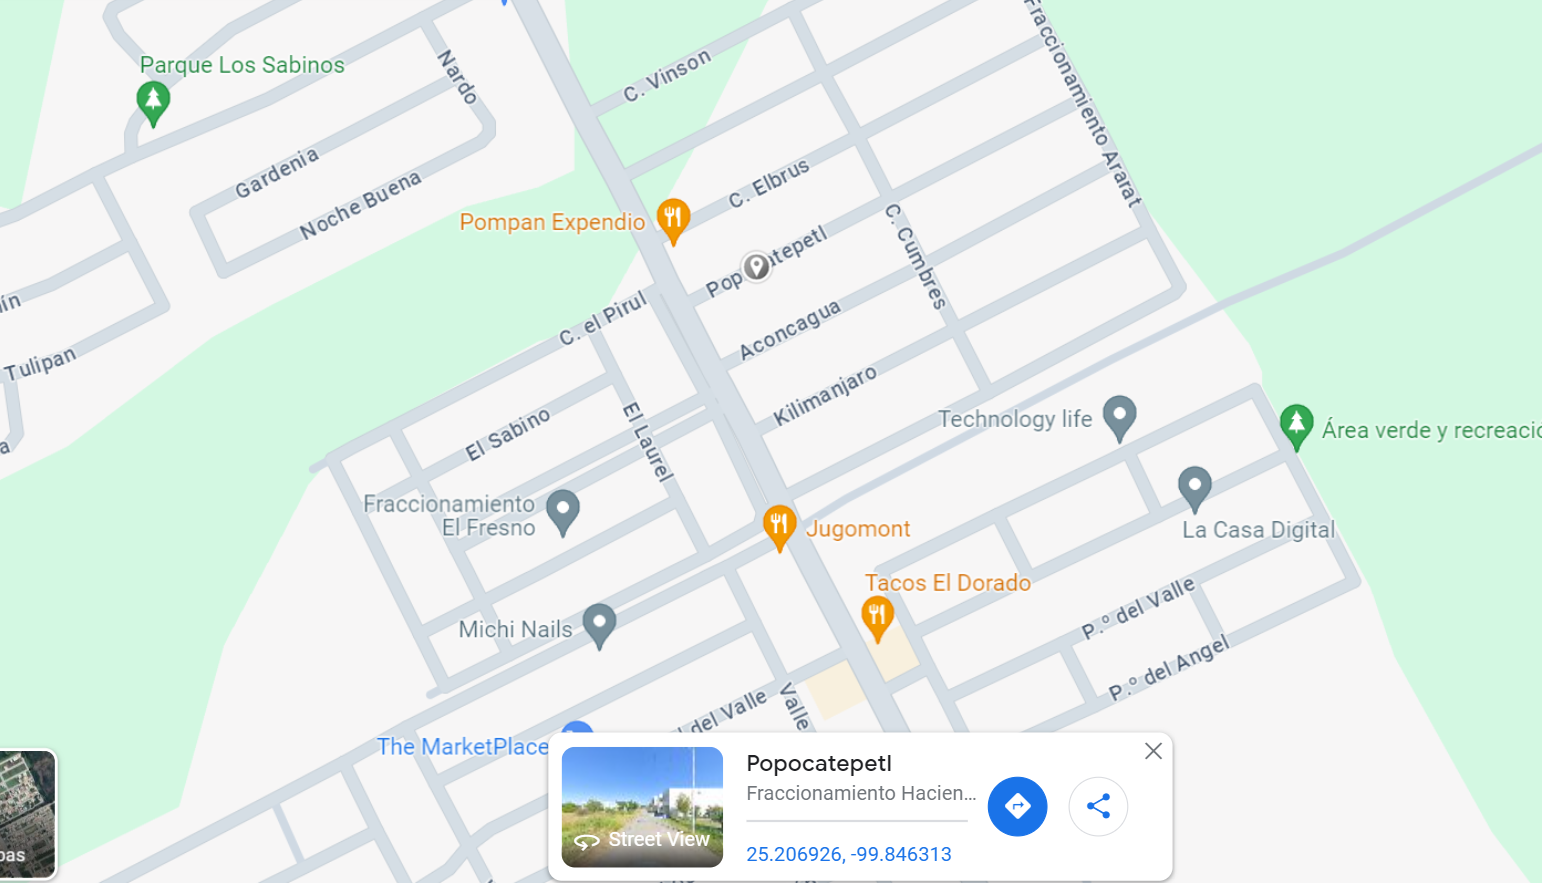 Fraccionamiento Ararat
Parque Los Sabinos
Nardo
C. Vinson
Gardenia
Noche Buena
C. Elbrus
Pompan Expendio
Popocatepetl
C. Cumbres
C. el Pirul
Aconcagua
Tulipan
Kilimanjaro
El Sabino
El Laurel
Technology life
Área verde y recreacio
Fraccionamiento
El Fresno
Jugomont
La Casa Digital
Tacos El Dorado
Michi Nails
P.º del Valle
P.º del Angel
l del Valle
Valle
The MarketPlace
Popocatepetl
Fraccionamiento Hacien...
Street View
25.206926, -99.846313
pas